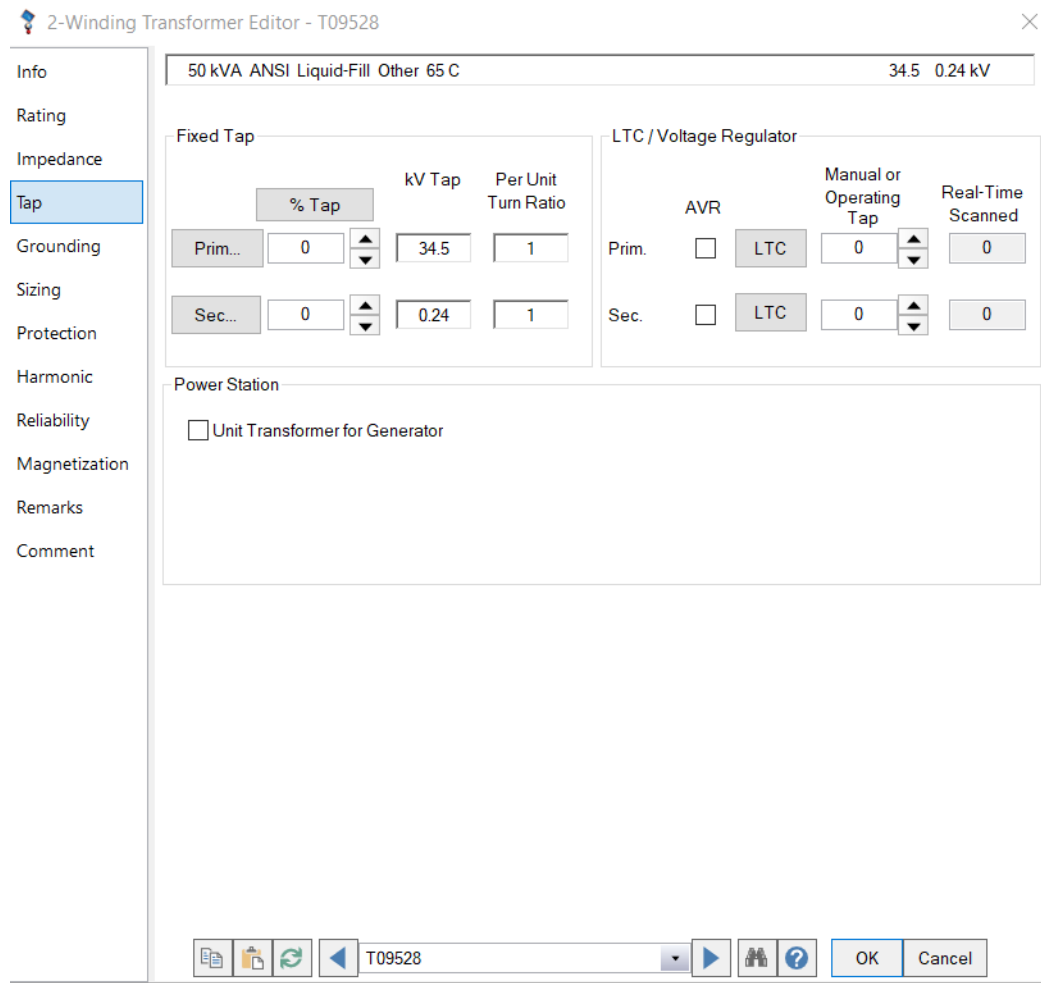 2-Winding Transformer Editor - T09528
Info
Rating
Impedance
Tap
Grounding
Sizing
Protection
Harmonic
Reliability
Magnetization
Remarks
Comment
50 kVA ANSI Liquid-Fill Other 65 C 34.5 0.24 kV
Fixed Tap
% Tap
kV Tap
Per Unit
Turn Ratio
Prim... 0 34.5 1
Sec... 0 0.24 1
LTC / Voltage Regulator
AVR
Manual or
Operating
Tap
Real-Time
Scanned
Prim. LTC 0 0
Sec. LTC 0 0
Power Station
Unit Transformer for Generator
T09528
?
OK
Cancel